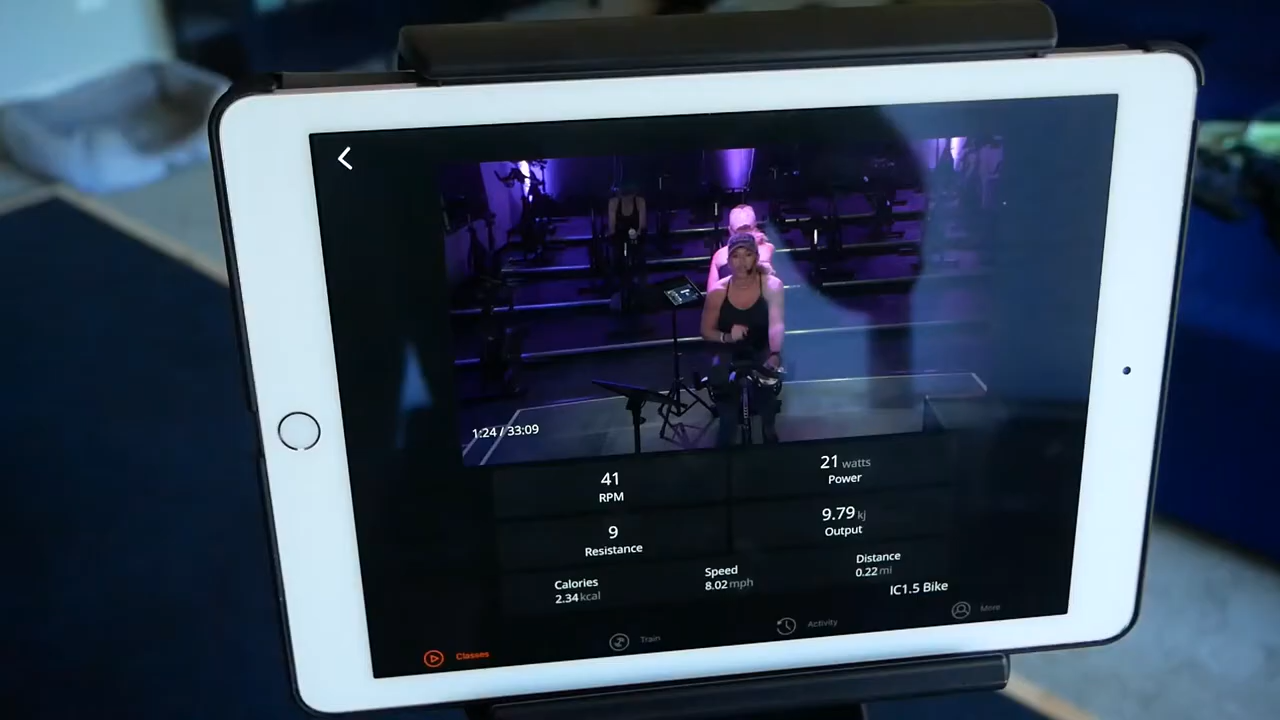 1:24 / 33:09
41
RPM
21 watts
Power
9
Resistance
9.79 kj
Output
Calories
2.34 kcal
Speed
8.02 mph
Distance
0.22 mi
IC1.5 Bike
Classes
Train
Activity
More